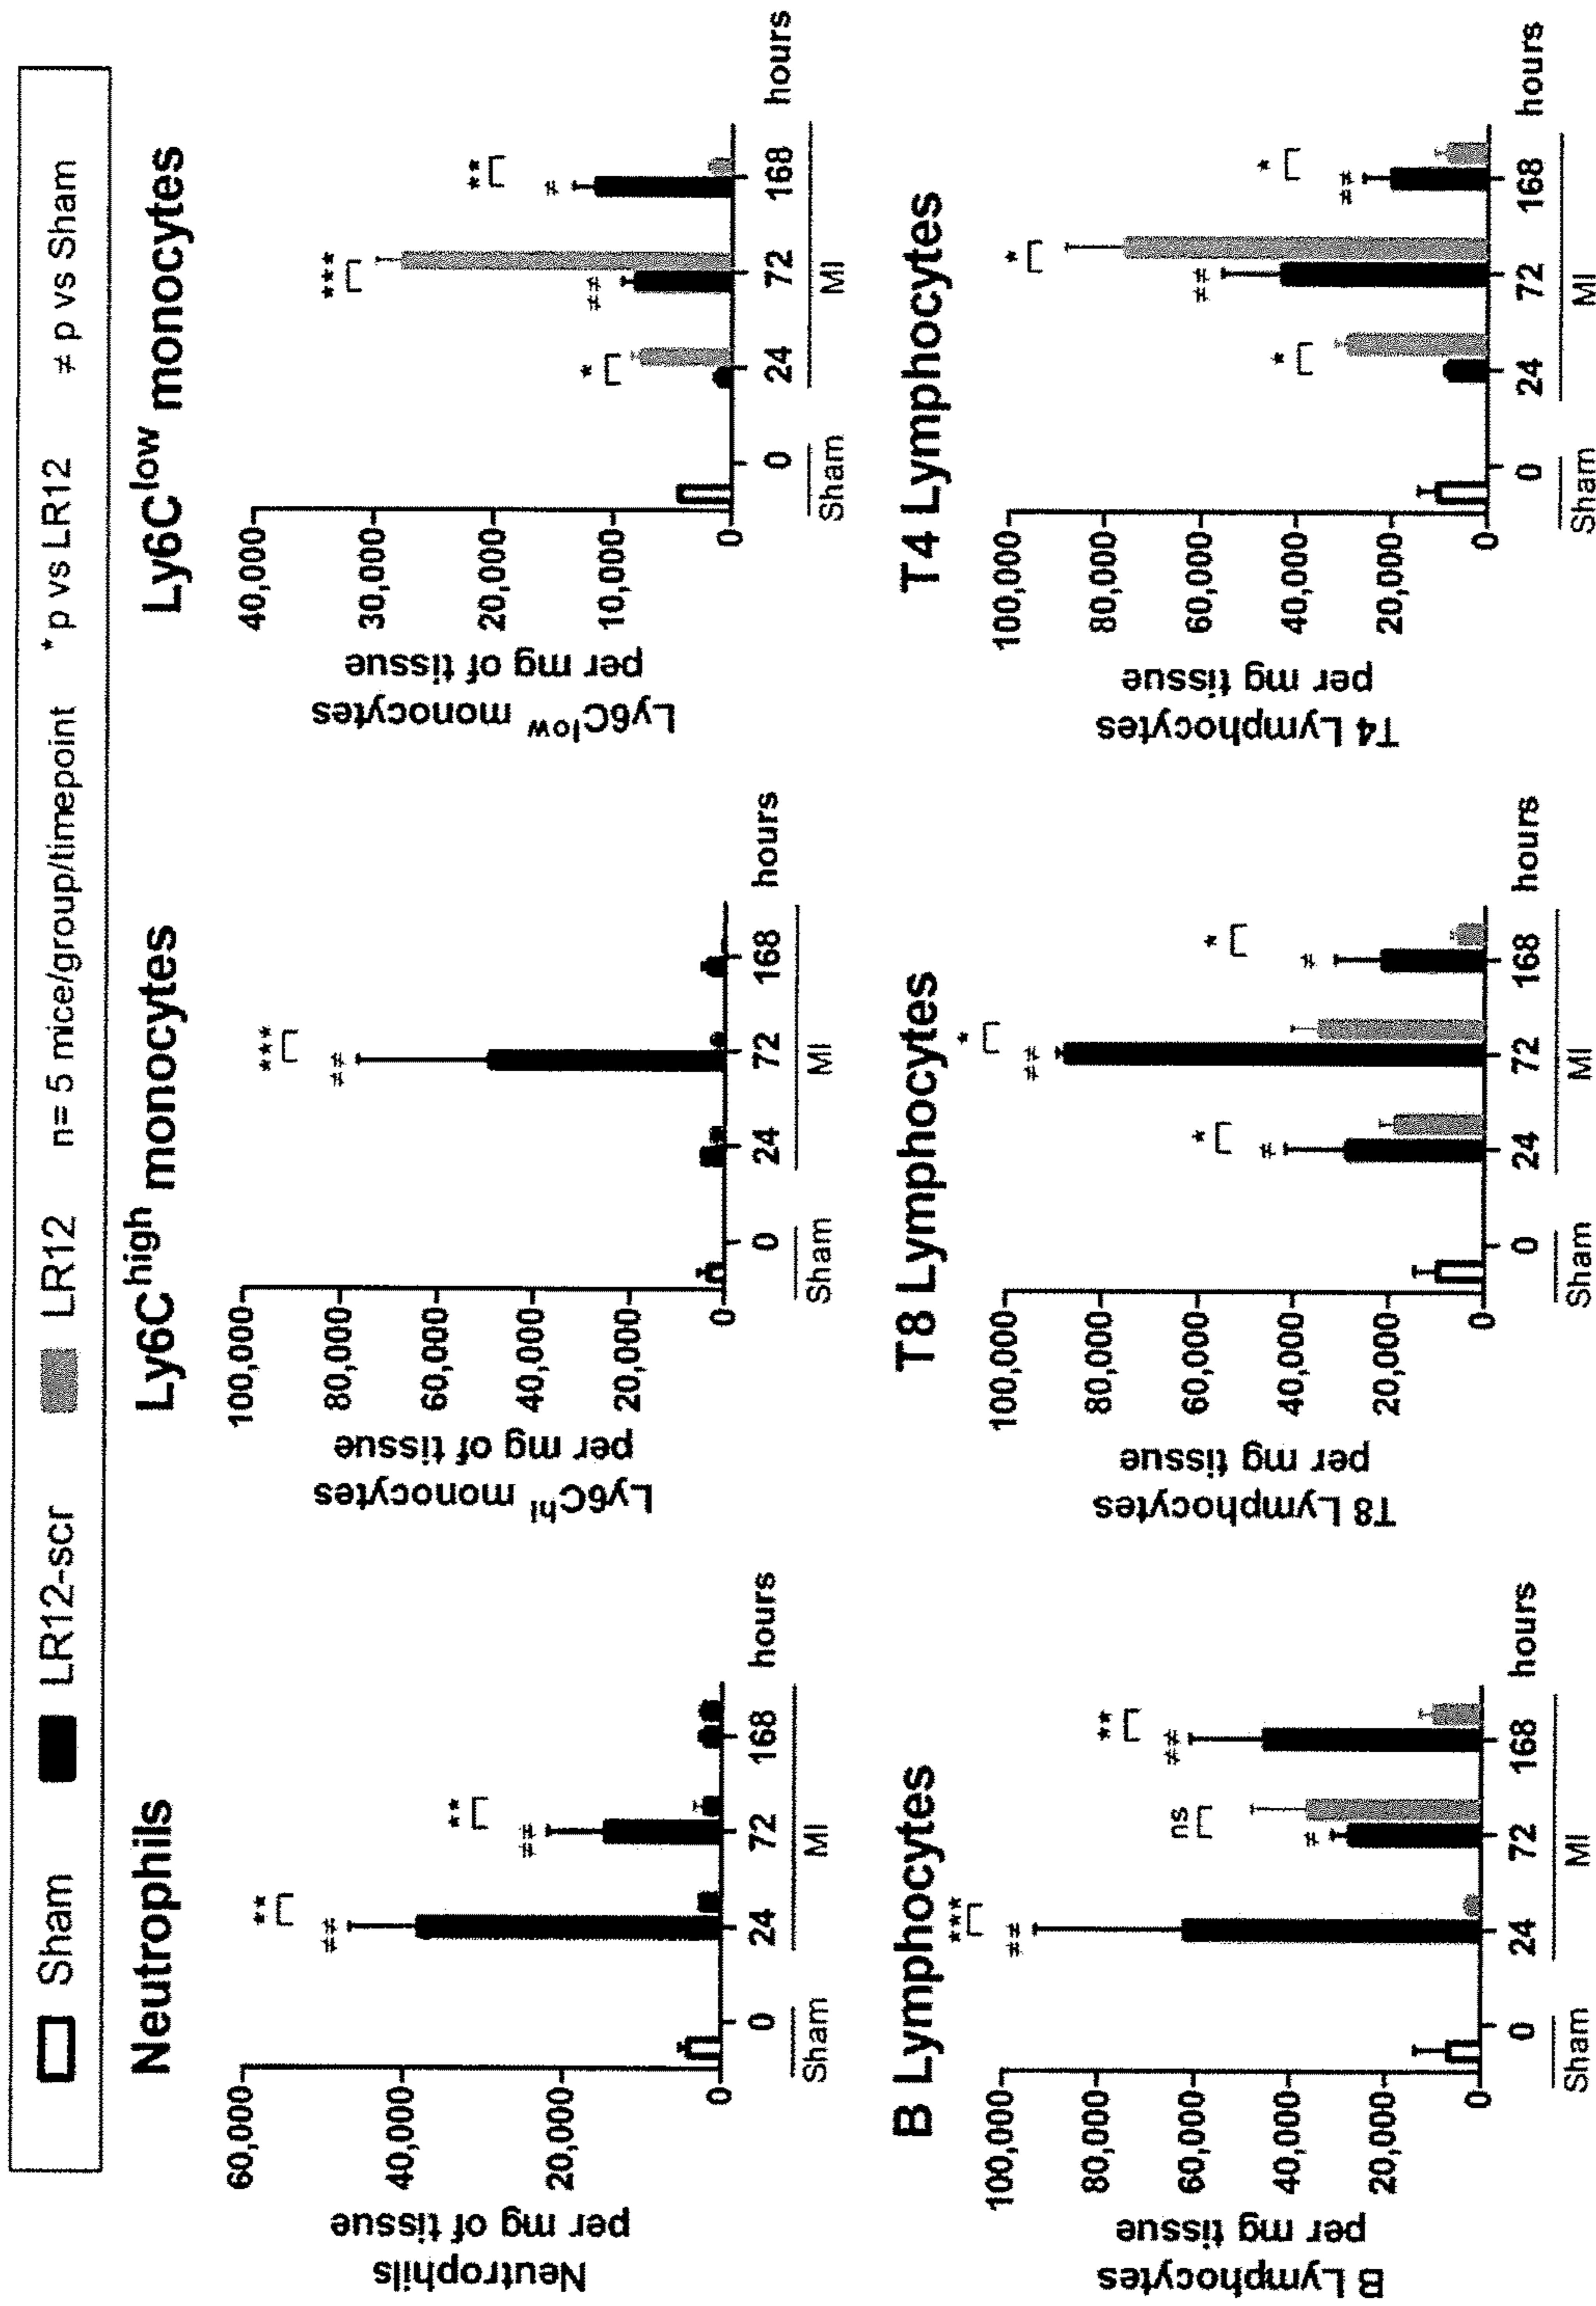 Sham LR12-scr LR12 n= 5 mice/group/timepoint *p vs LR12 ≠ p vs Sham
Neutrophils
Neutrophils
per mg of tissue
60,000
40,000
20,000
0
** ≠≠
** ≠≠
0 24 72 168 hours
Sham MI
Ly6Chigh monocytes
Ly6Chi monocytes
per mg of tissue
100,000
80,000
60,000
40,000
20,000
0
*** ≠≠
0 24 72 168 hours
Sham MI
Ly6Clow monocytes
Ly6Clow monocytes
per mg of tissue
40,000
30,000
20,000
10,000
0
*
*** ≠≠
** ≠
0 24 72 168 hours
Sham MI
B Lymphocytes
B Lymphocytes
per mg tissue
100,000
80,000
60,000
40,000
20,000
0
*** ≠≠
ns ≠
** ≠≠
0 24 72 168 hours
Sham MI
T8 Lymphocytes
T8 Lymphocytes
per mg tissue
100,000
80,000
60,000
40,000
20,000
0
* ≠
* ≠≠
* ≠
0 24 72 168 hours
Sham MI
T4 Lymphocytes
T4 Lymphocytes
per mg tissue
100,000
80,000
60,000
40,000
20,000
0
*
* ≠≠
* ≠≠
0 24 72 168 hours
Sham MI